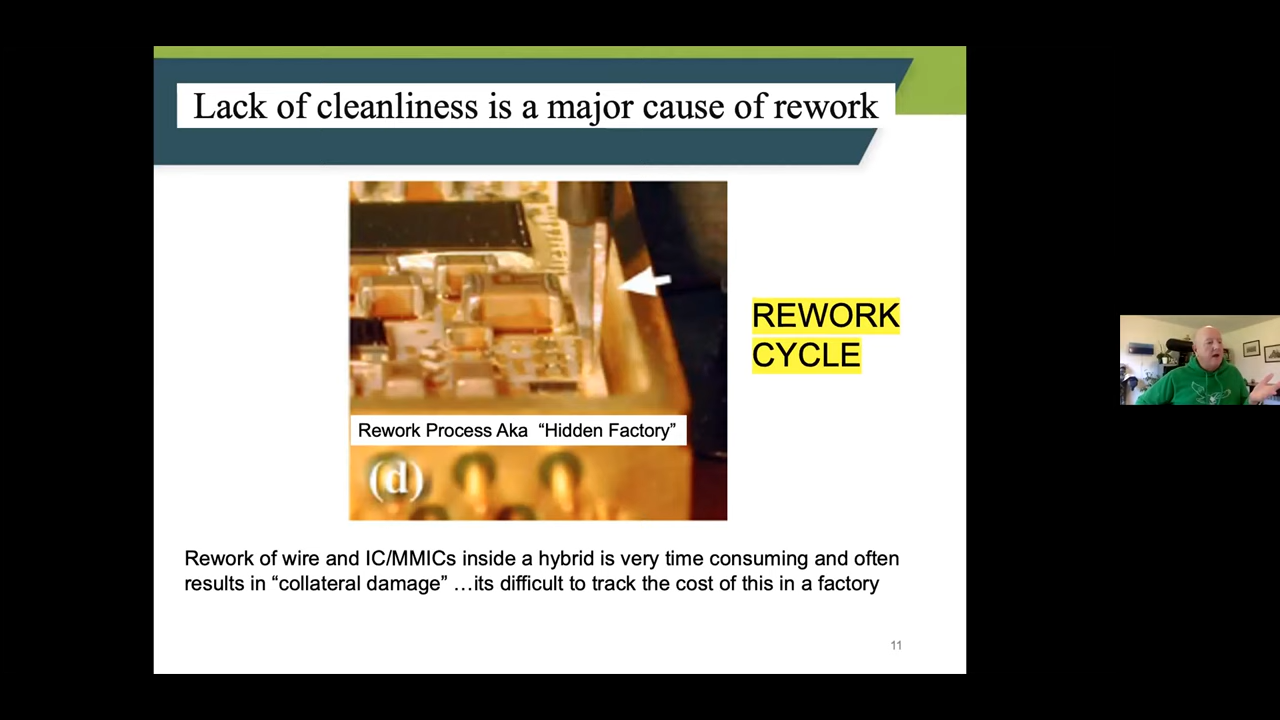 Lack of cleanliness is a major cause of rework
REWORK
CYCLE
Rework Process Aka “Hidden Factory”
(d)
Rework of wire and IC/MMICs inside a hybrid is very time consuming and often
results in “collateral damage” …its difficult to track the cost of this in a factory
11